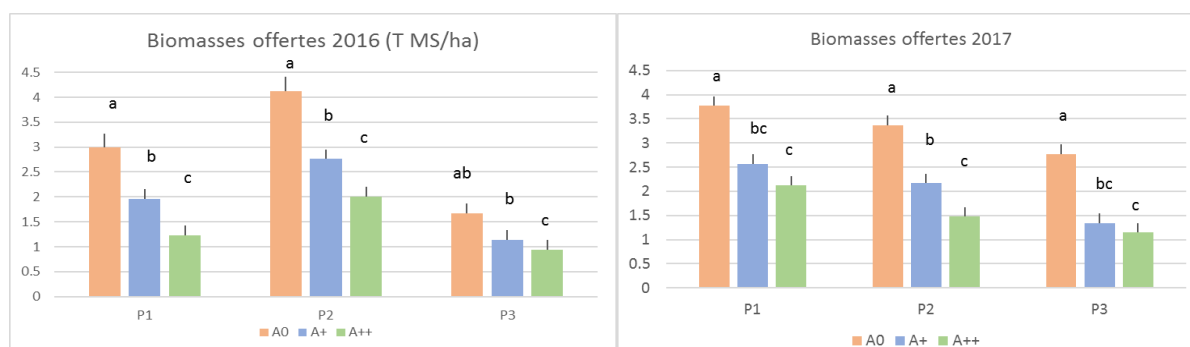 Biomasses offertes 2016 (T MS/ha)
4.5
4
3.5
3
2.5
2
1.5
1
0.5
0
a
b
c
a
b
c
ab
b
c
P1
P2
P3
A0
A+
A++
Biomasses offertes 2017
4.5
4
3.5
3
2.5
2
1.5
1
0.5
0
a
bc
c
a
b
c
a
bc
c
P1
P2
P3
A0
A+
A++